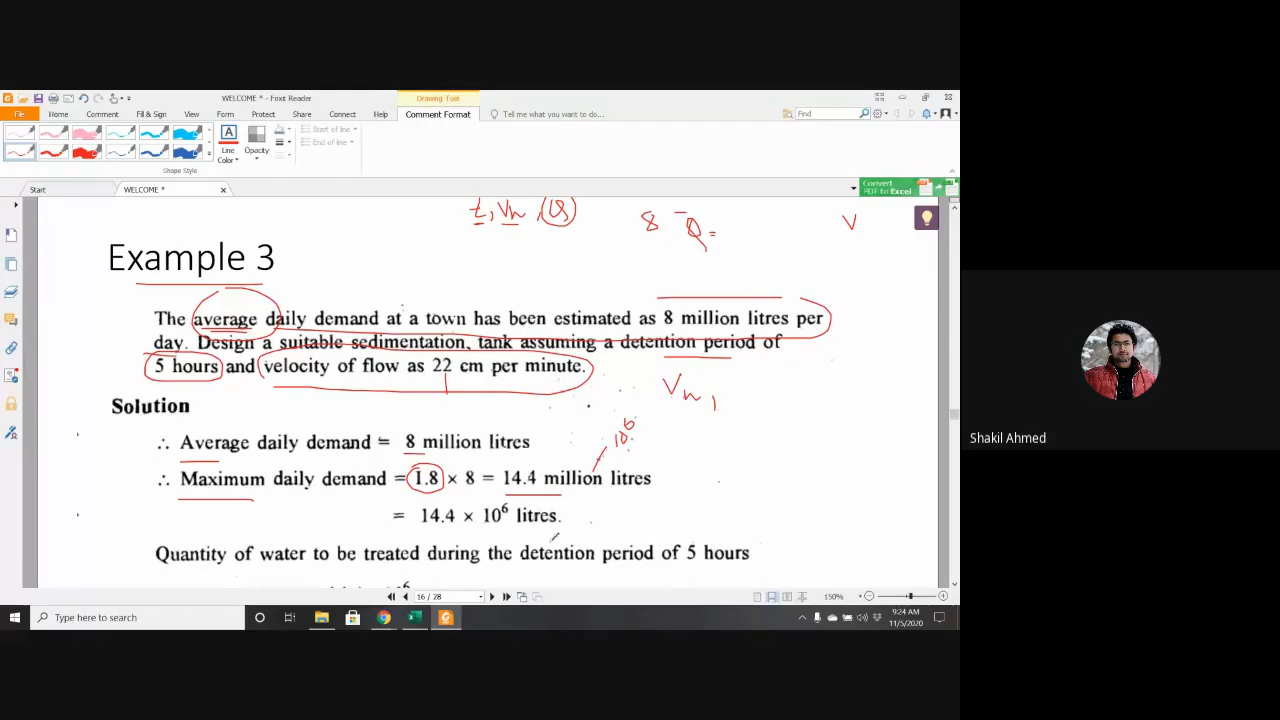 WELCOME * - Foxit Reader
Drawing Tool
File Home Comment Fill & Sign View Form Protect Share Connect Help Comment Format Tell me what you want to do... Find
Line Color Opacity Start of line End of line
Shape Style
Start WELCOME * Convert PDF to Excel
t, Vh, Q 8 Q = V
Example 3
The average daily demand at a town has been estimated as 8 million litres per
day. Design a suitable sedimentation, tank assuming a detention period of
5 hours and velocity of flow as 22 cm per minute.
Vh,
Solution
10⁶
∴ Average daily demand = 8 million litres
∴ Maximum daily demand = 1.8 × 8 = 14.4 million litres
= 14.4 × 10⁶ litres.
Quantity of water to be treated during the detention period of 5 hours
Shakil Ahmed
16 / 28 150%
Type here to search
9:24 AM
11/5/2020